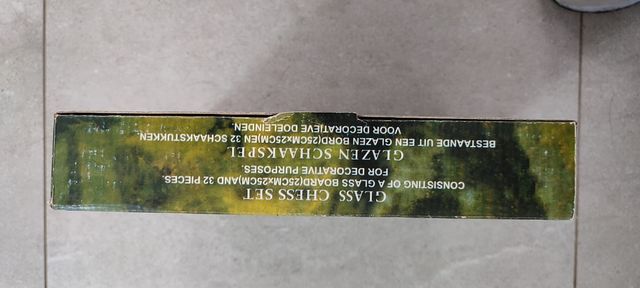 GLASS CHESS SET
CONSISTING OF A GLASS BOARD(25CMx25CM)AND 32 PIECES.
FOR DECORATIVE PURPOSES.
GLAZEN SCHAAKSPEL
BESTAANDE UIT EEN GLAZEN BORD(25CMx25CM)EN 32 SCHAAKSTUKKEN.
VOOR DECORATIEVE DOELEINDEN.